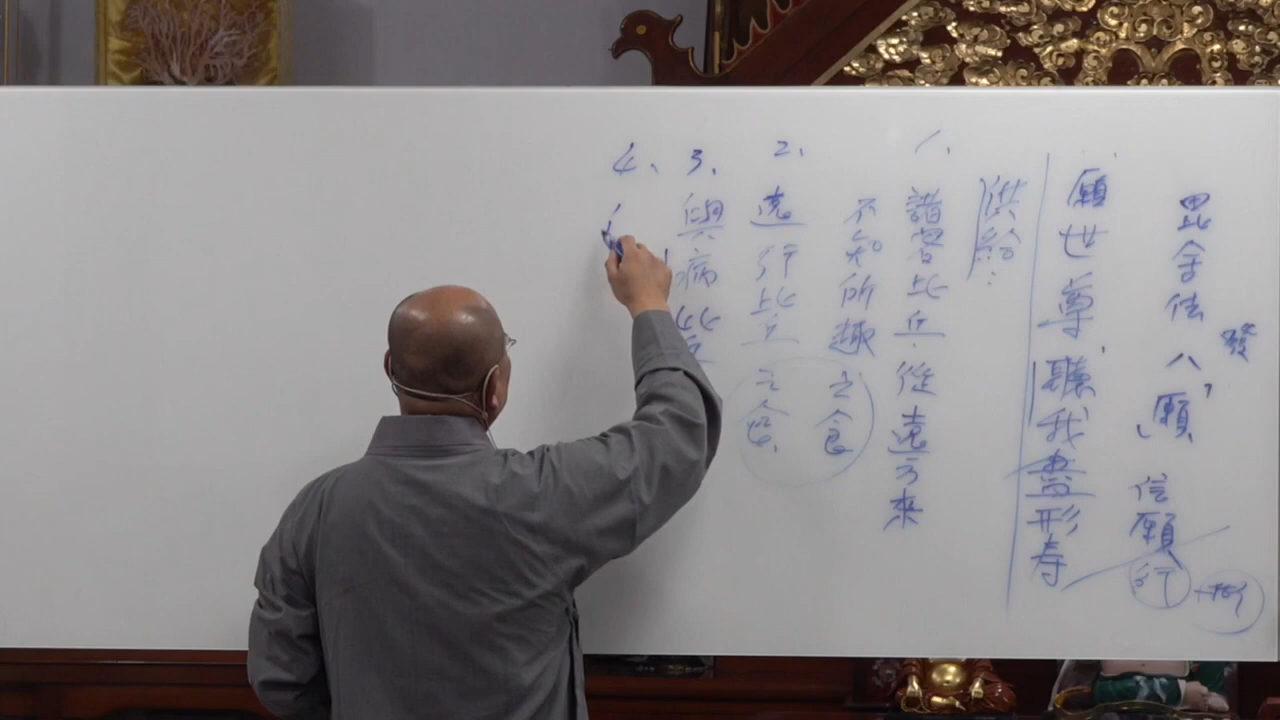 毘舍佉八「願」
發
信願行
願世尊聽我盡形壽
供給：
1、諸客比丘從遠方來
不知所趣之食
2、遠行比丘之食
3、與病
4、